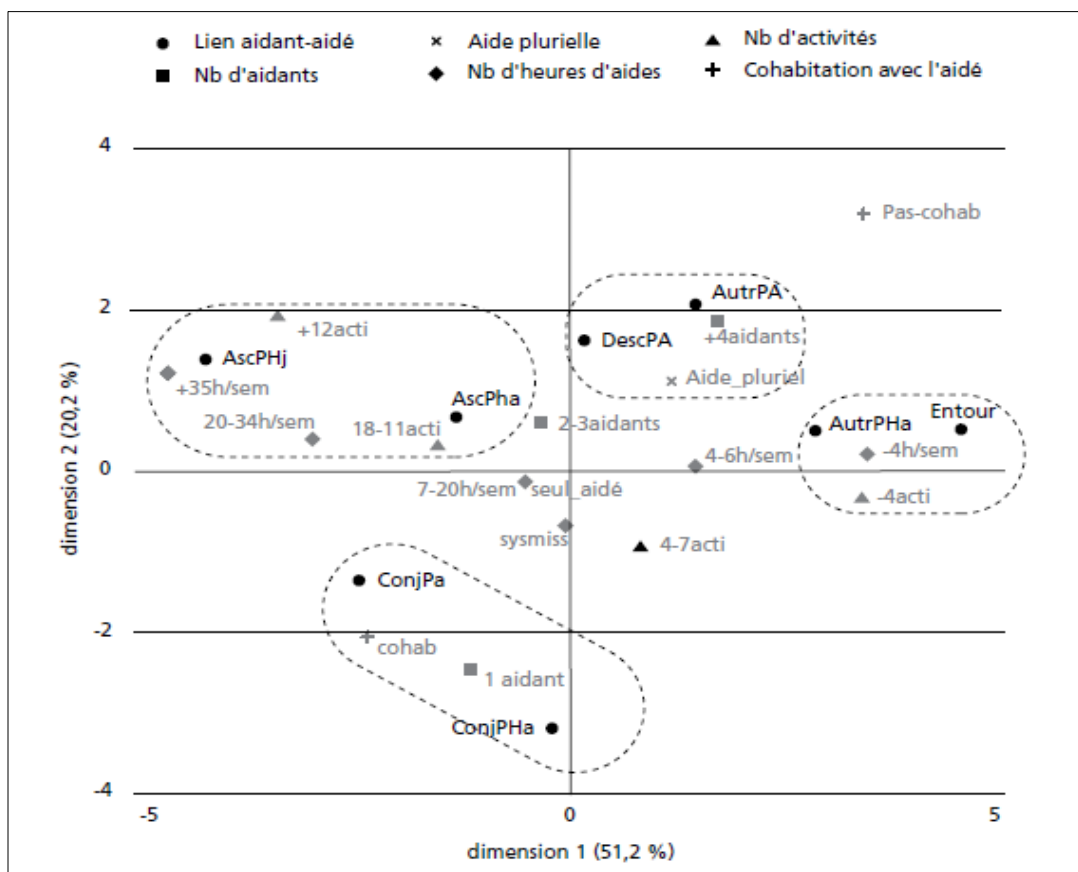 Lien aidant-aidé Aide plurielle Nb d'activités
Nb d'aidants Nb d'heures d'aides Cohabitation avec l'aidé
4
Pas-cohab
2
AutrPA
+12acti
DescPA +4aidants
AscPHj
+35h/sem
Aide_pluriel
AscPha
Entour
20-34h/sem
18-11acti
2-3aidants
AutrPHa
4-6h/sem
-4h/sem
0
7-20h/sem seul_aidé
-4acti
sysmiss
4-7acti
ConjPa
-2
cohab
1 aidant
ConjPHa
-4
-5 0 5
dimension 1 (51,2 %)
dimension 2 (20,2 %)